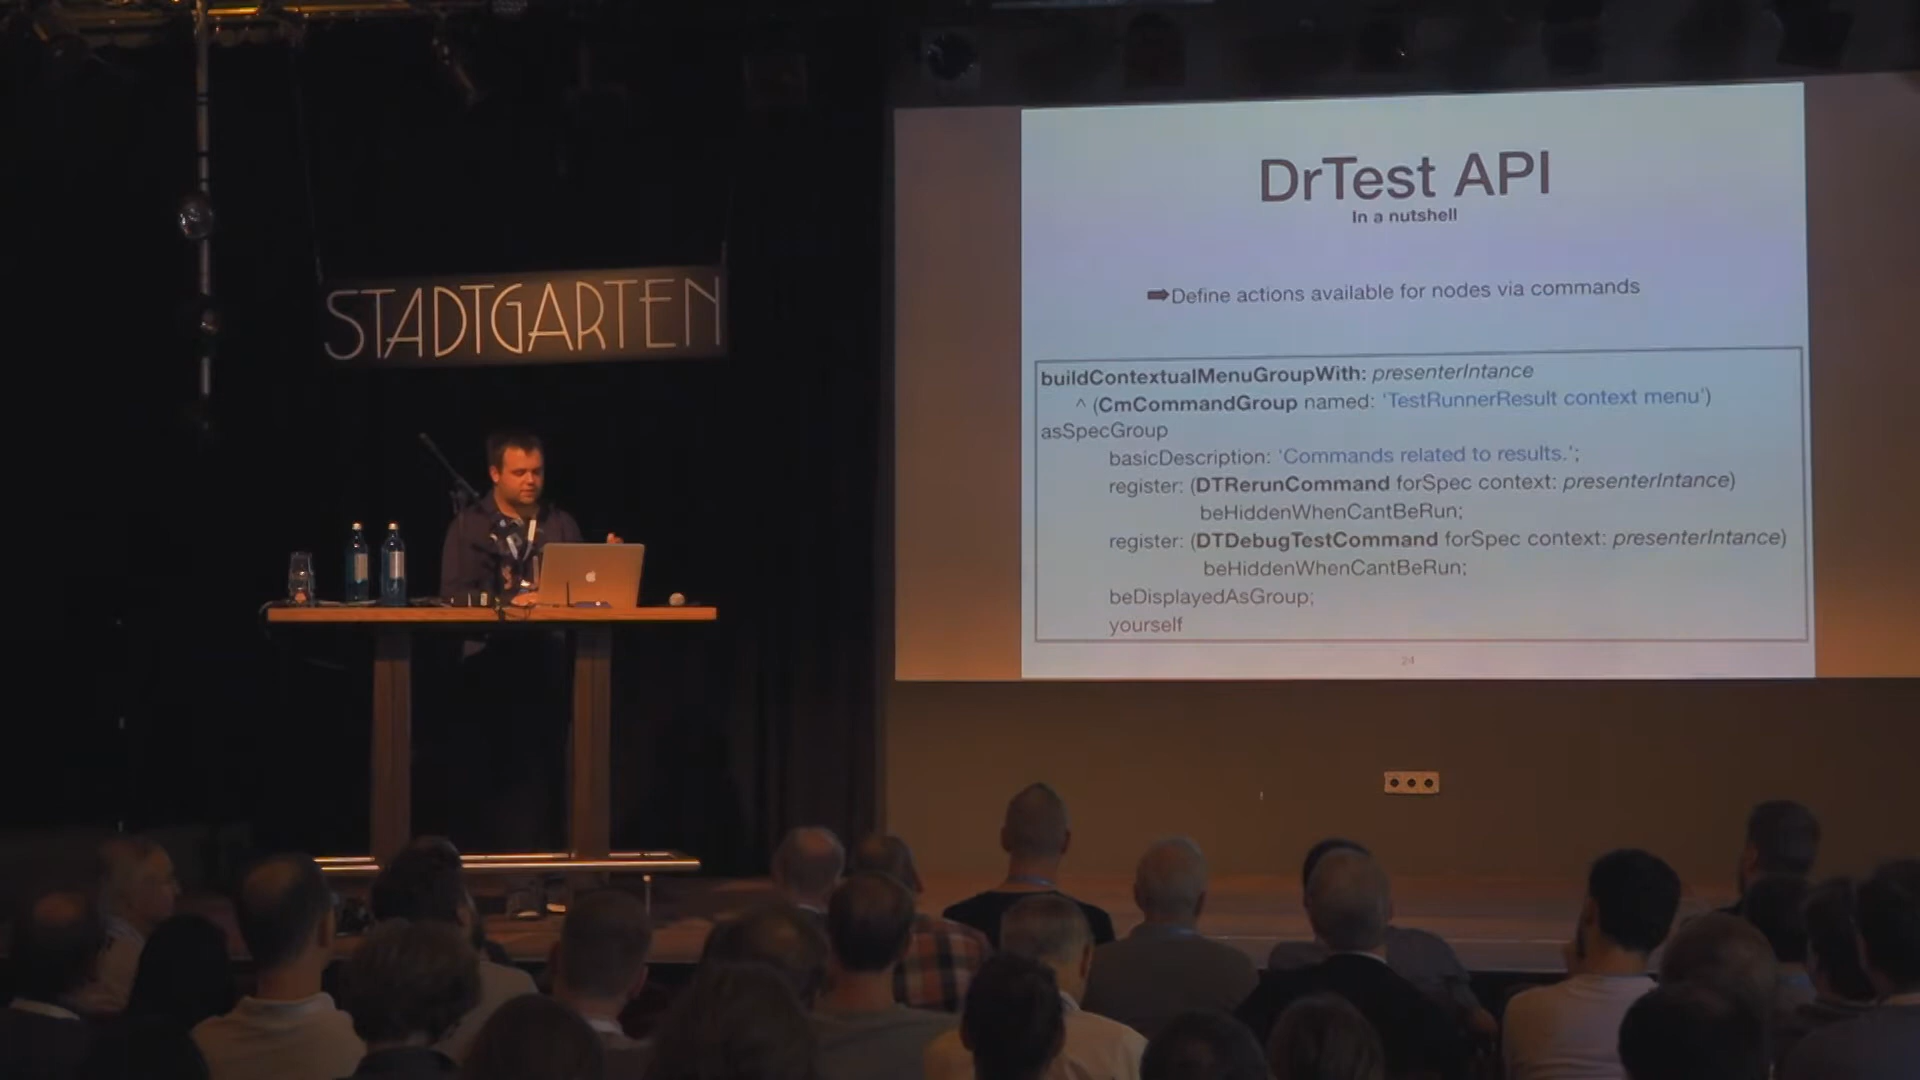 STADTGARTEN
DrTest API
In a nutshell
➡Define actions available for nodes via commands
buildContextualMenuGroupWith: presenterIntance
^ (CmCommandGroup named: 'TestRunnerResult context menu')
asSpecGroup
basicDescription: 'Commands related to results.';
register: (DTRerunCommand forSpec context: presenterIntance)
beHiddenWhenCantBeRun;
register: (DTDebugTestCommand forSpec context: presenterIntance)
beHiddenWhenCantBeRun;
beDisplayedAsGroup;
yourself
24